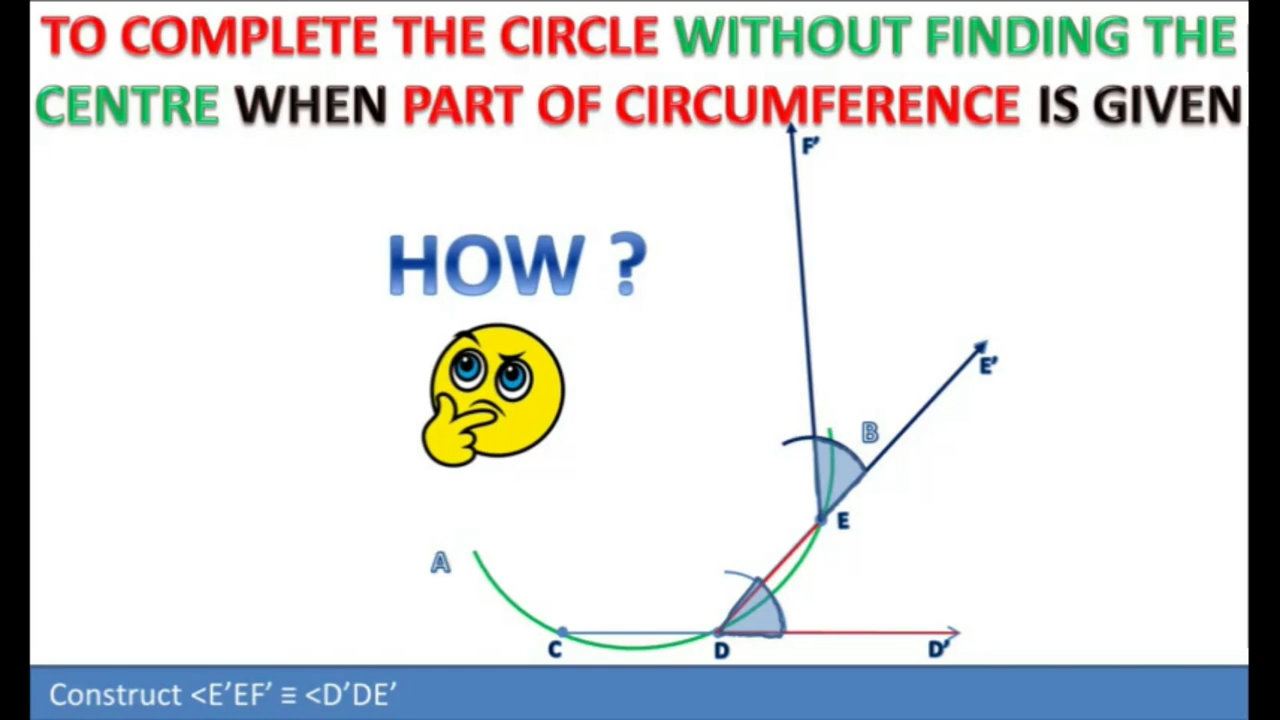 TO COMPLETE THE CIRCLE WITHOUT FINDING THE
CENTRE WHEN PART OF CIRCUMFERENCE IS GIVEN
F'
HOW ?
E'
B
E
A
C
D
D'
Construct <E’EF’ ≡ <D’DE’